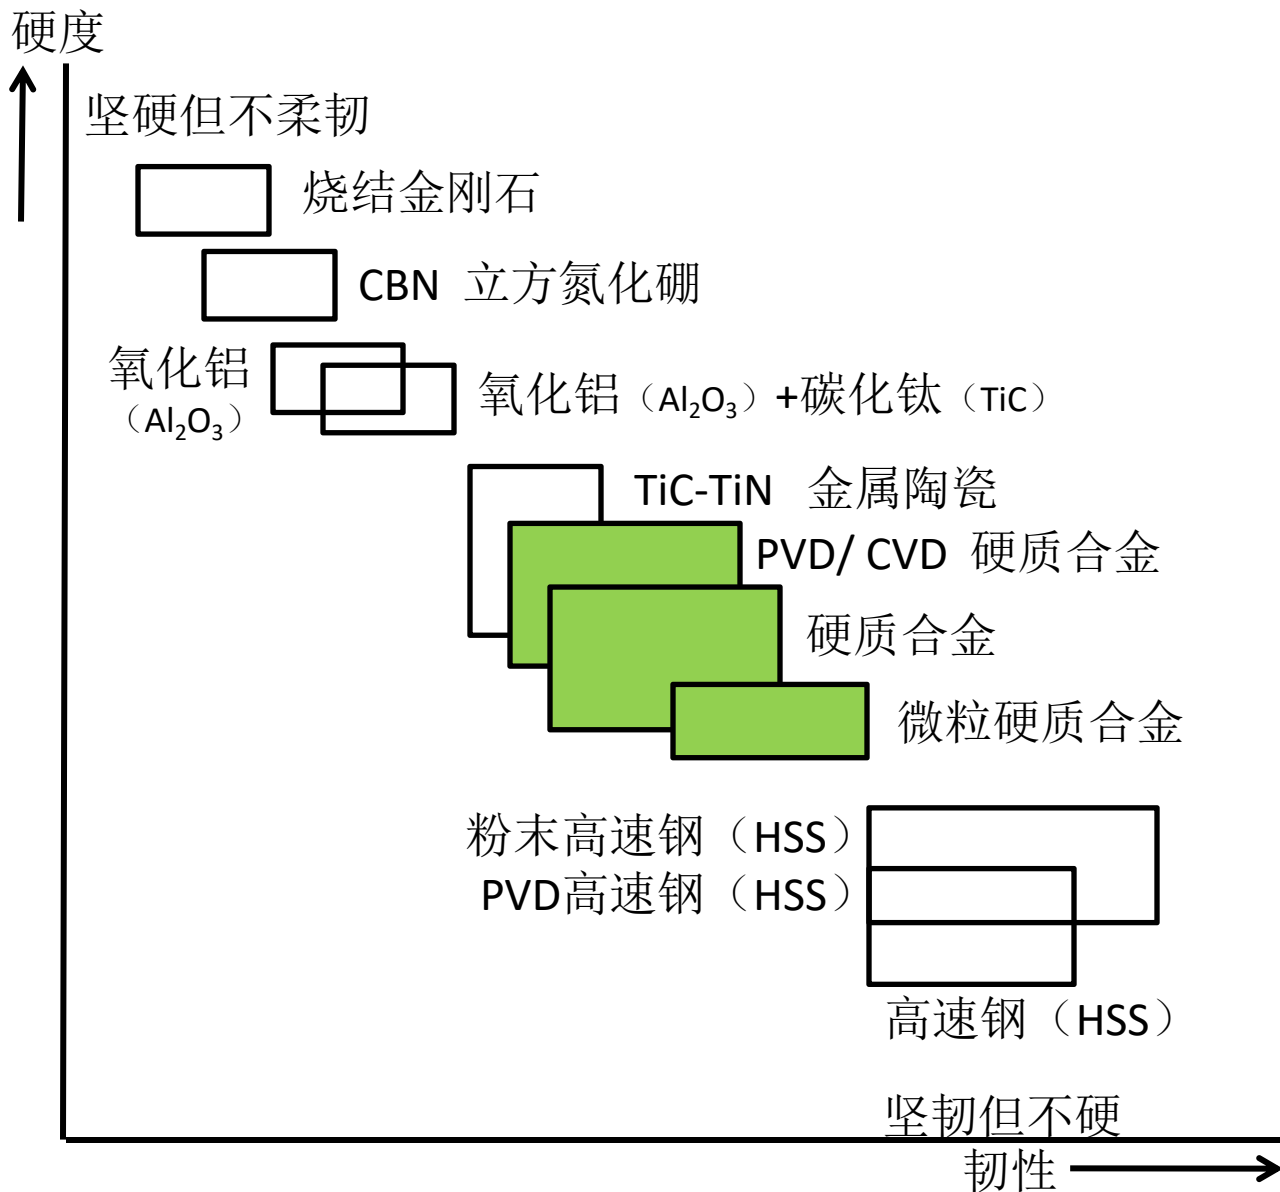 硬度
坚硬但不柔韧
烧结金刚石
CBN 立方氮化硼
氧化铝
（Al₂O₃）
氧化铝（Al₂O₃）+碳化钛（TiC）
TiC-TiN 金属陶瓷
PVD/ CVD 硬质合金
硬质合金
微粒硬质合金
粉末高速钢（HSS）
PVD高速钢（HSS）
高速钢（HSS）
坚韧但不硬
韧性